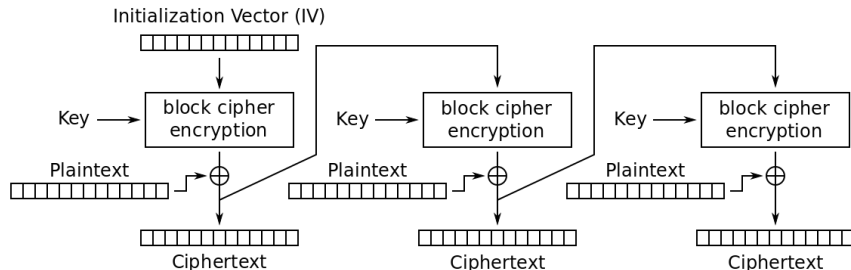 Initialization Vector (IV)
Key
block cipher
encryption
Key
block cipher
encryption
Key
block cipher
encryption
Plaintext
Plaintext
Plaintext
Ciphertext
Ciphertext
Ciphertext